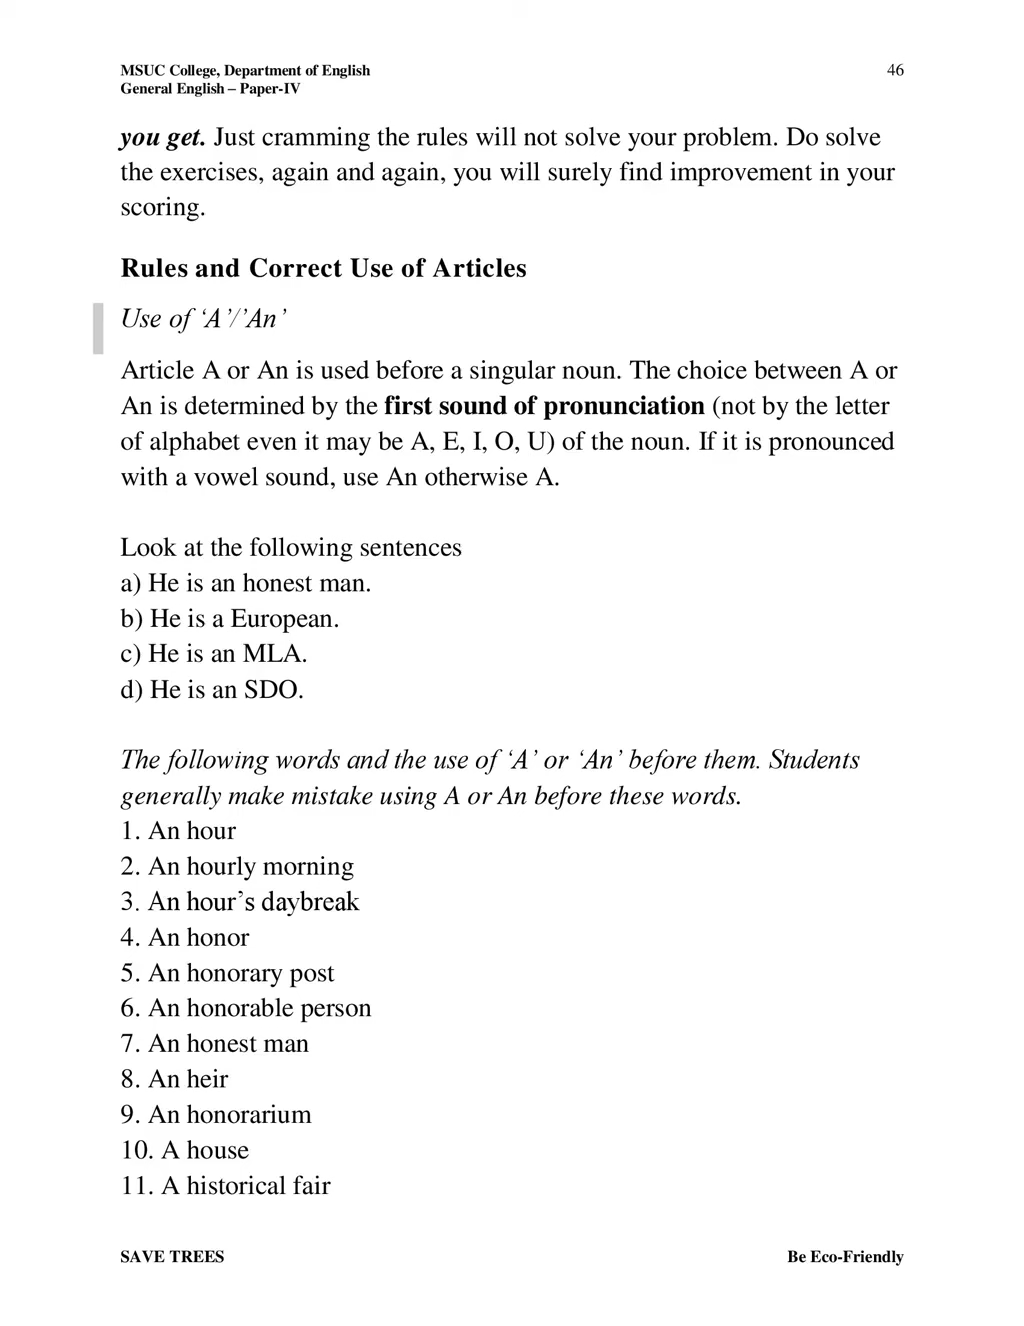 MSUC College, Department of English 46
General English – Paper-IV
you get. Just cramming the rules will not solve your problem. Do solve
the exercises, again and again, you will surely find improvement in your
scoring.
Rules and Correct Use of Articles
Use of ‘A’/’An’
Article A or An is used before a singular noun. The choice between A or
An is determined by the first sound of pronunciation (not by the letter
of alphabet even it may be A, E, I, O, U) of the noun. If it is pronounced
with a vowel sound, use An otherwise A.
Look at the following sentences
a) He is an honest man.
b) He is a European.
c) He is an MLA.
d) He is an SDO.
The following words and the use of ‘A’ or ‘An’ before them. Students
generally make mistake using A or An before these words.
1. An hour
2. An hourly morning
3. An hour’s daybreak
4. An honor
5. An honorary post
6. An honorable person
7. An honest man
8. An heir
9. An honorarium
10. A house
11. A historical fair
SAVE TREES Be Eco-Friendly